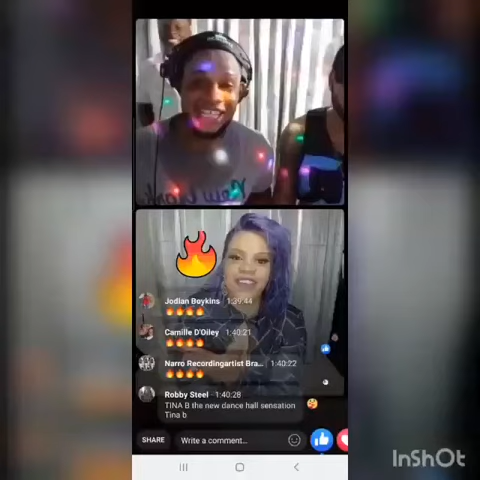 Jodian Boykins 1:39:44
🔥🔥🔥🔥
Camille D'Oiley 1:40:21
🔥🔥🔥🔥
Narro Recordingartist Bra... 1:40:22
🔥🔥🔥🔥
Robby Steel 1:40:28
TINA B the new dance hall sensation
Tina b
SHARE
Write a comment...
InShOt